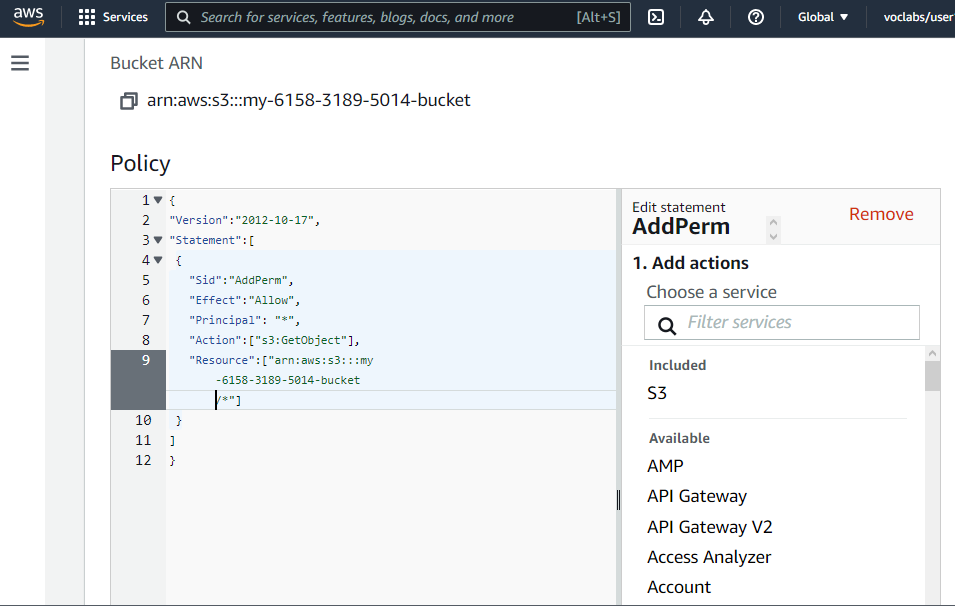 aws
Services
Search for services, features, blogs, docs, and more
[Alt+S]
Global
voclabs/user
Bucket ARN
arn:aws:s3:::my-6158-3189-5014-bucket
Policy
1 {
2 "Version":"2012-10-17",
3 "Statement":[
4 {
5 "Sid":"AddPerm",
6 "Effect":"Allow",
7 "Principal": "*",
8 "Action":["s3:GetObject"],
9 "Resource":["arn:aws:s3:::my
-6158-3189-5014-bucket
/*"]
10 }
11 ]
12 }
Edit statement
AddPerm
Remove
1. Add actions
Choose a service
Filter services
Included
S3
Available
AMP
API Gateway
API Gateway V2
Access Analyzer
Account